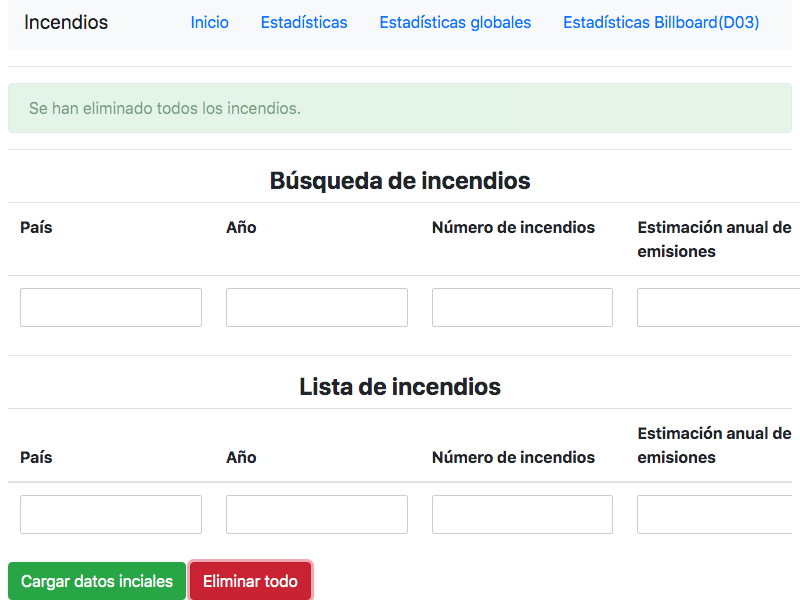 Incendios Inicio Estadísticas Estadísticas globales Estadísticas Billboard(D03)
Se han eliminado todos los incendios.
Búsqueda de incendios
País Año Número de incendios Estimación anual de
emisiones
Lista de incendios
País Año Número de incendios Estimación anual de
emisiones
Cargar datos inciales Eliminar todo